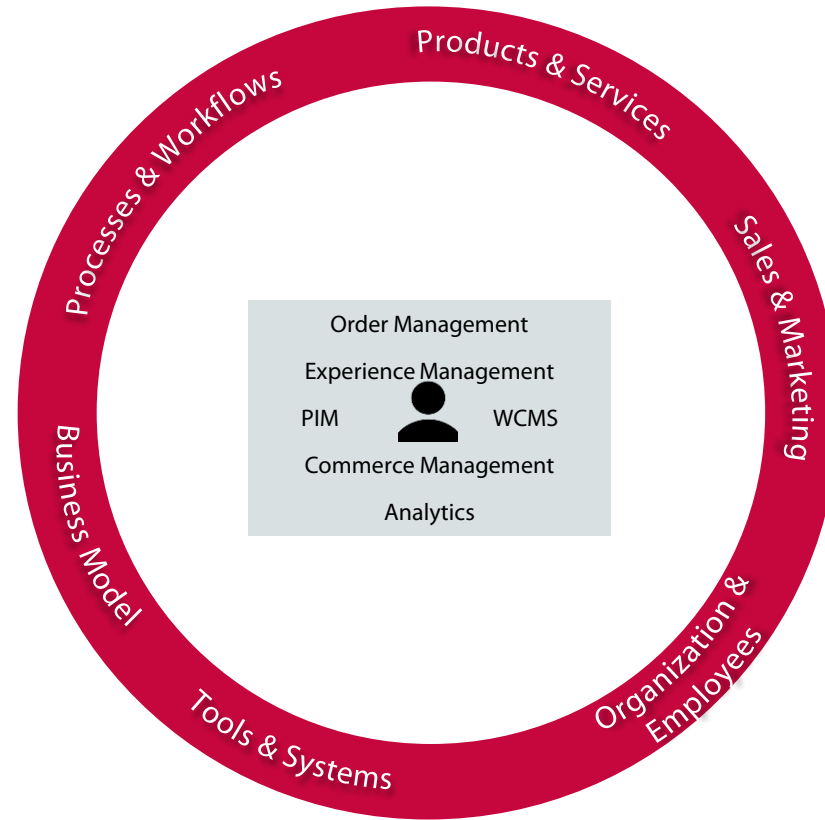 Products & Services
Sales & Marketing
Organization &
Employees
Tools & Systems
Business Model
Processes & Workflows
Order Management
Experience Management
PIM
WCMS
Commerce Management
Analytics